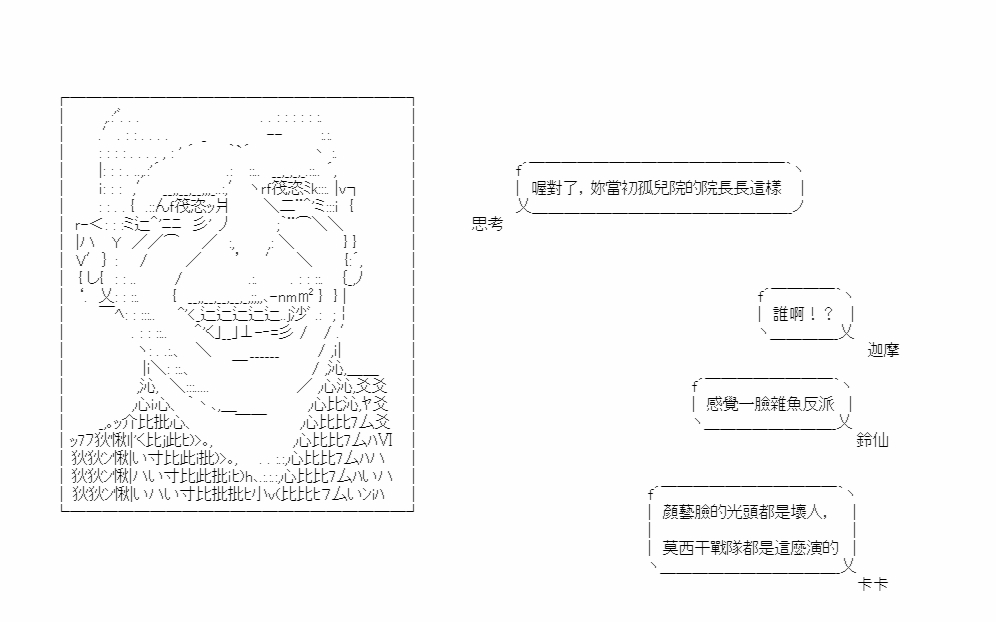 喔對了，妳當初孤兒院的院長長這樣
思考
誰啊！？
迦摩
感覺一臉雜魚反派
鈴仙
顏藝臉的光頭都是壞人，
莫西干戰隊都是這麼演的
卡卡